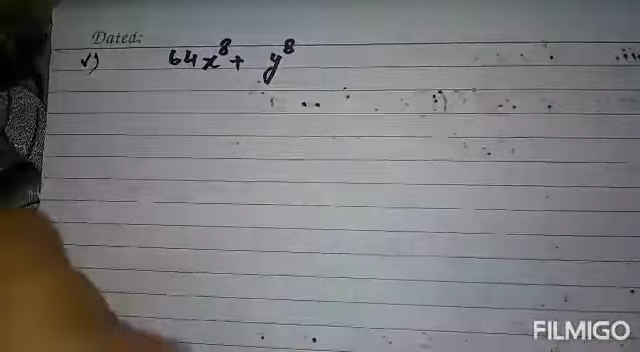 Dated:
v) 64x⁸ + y⁸
FILMIGO